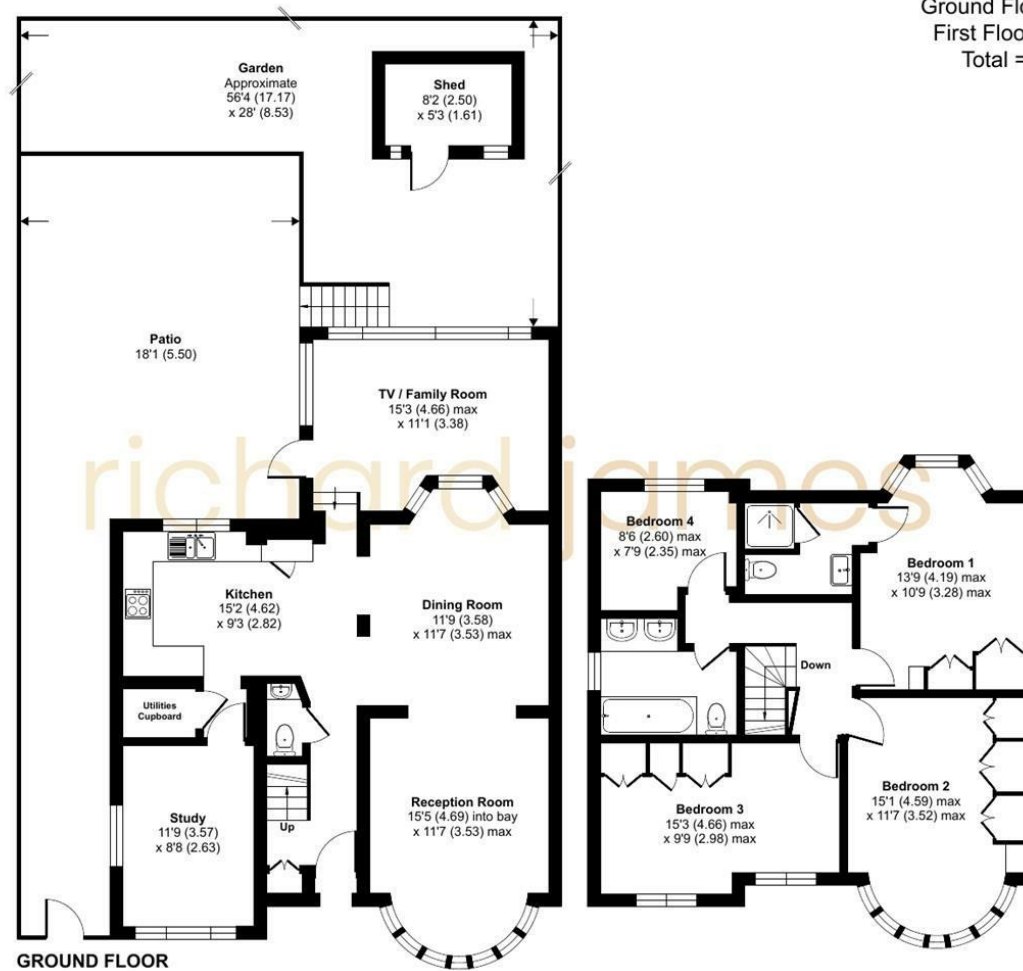 Ground Flo
First Floo
Total =
Garden
Approximate
56'4 (17.17)
x 28' (8.53)
Shed
8'2 (2.50)
x 5'3 (1.61)
Patio
18'1 (5.50)
TV / Family Room
15'3 (4.66) max
x 11'1 (3.38)
richard james
Kitchen
15'2 (4.62)
x 9'3 (2.82)
Dining Room
11'9 (3.58)
x 11'7 (3.53) max
Utilities
Cupboard
Study
11'9 (3.57)
x 8'8 (2.63)
Up
Reception Room
15'5 (4.69) into bay
x 11'7 (3.53) max
GROUND FLOOR
Bedroom 4
8'6 (2.60) max
x 7'9 (2.35) max
Bedroom 1
13'9 (4.19) max
x 10'9 (3.28) max
Down
Bedroom 3
15'3 (4.66) max
x 9'9 (2.98) max
Bedroom 2
15'1 (4.59) max
x 11'7 (3.52) max